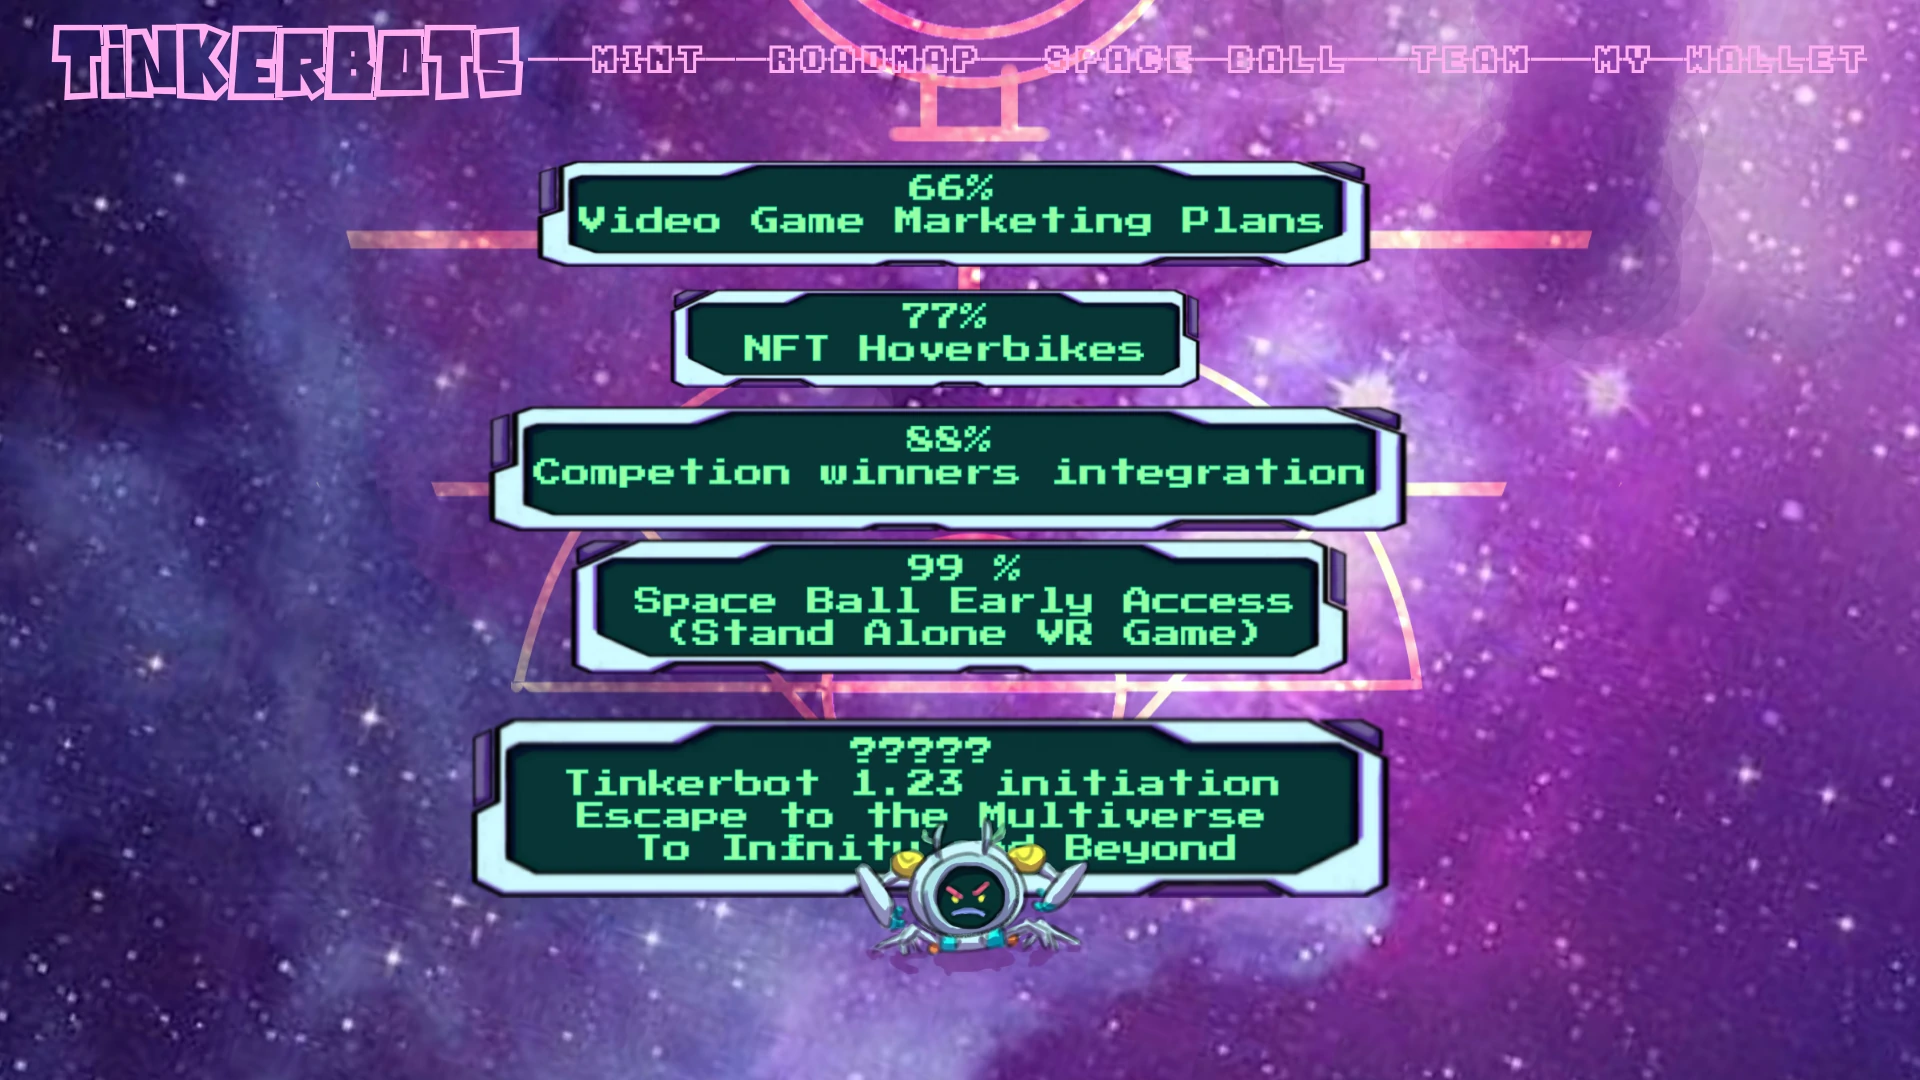 TiNKERBOTS MINT ROADMAP SPACE BALL TEAM MY WALLET
66%
Video Game Marketing Plans
77%
NFT Hoverbikes
88%
Competion winners integration
99 %
Space Ball Early Access
(Stand Alone VR Game)
?????
Tinkerbot 1.23 initiation
Escape to the Multiverse
To Infnity Beyond